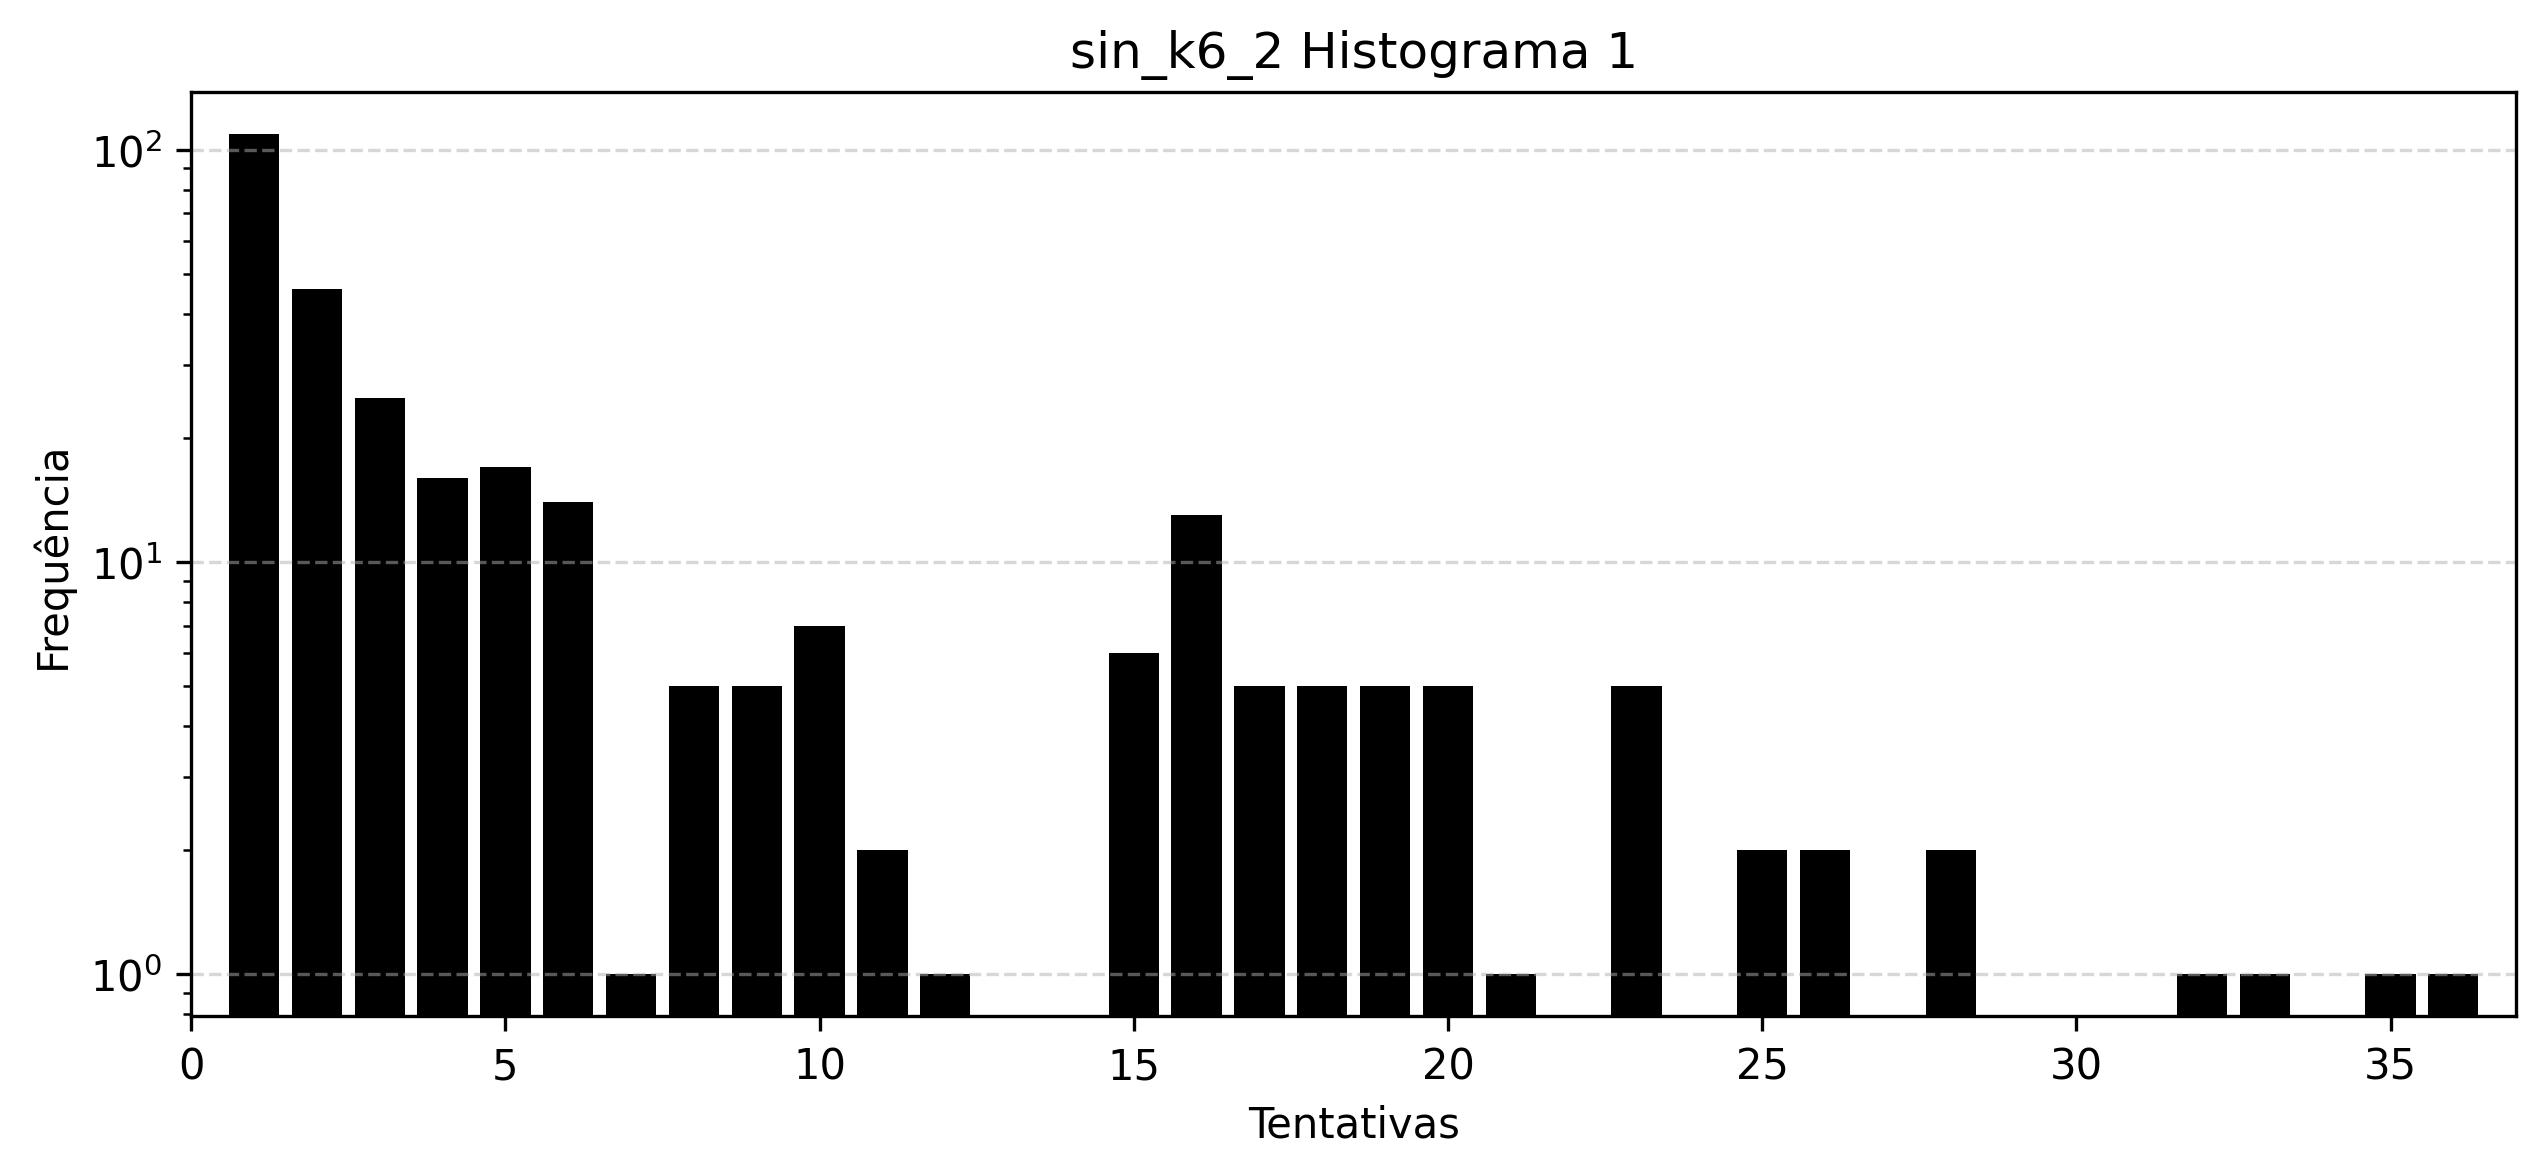 sin_k6_2 Histograma 1
Frequência
10²
10¹
10⁰
0 5 10 15 20 25 30 35
Tentativas